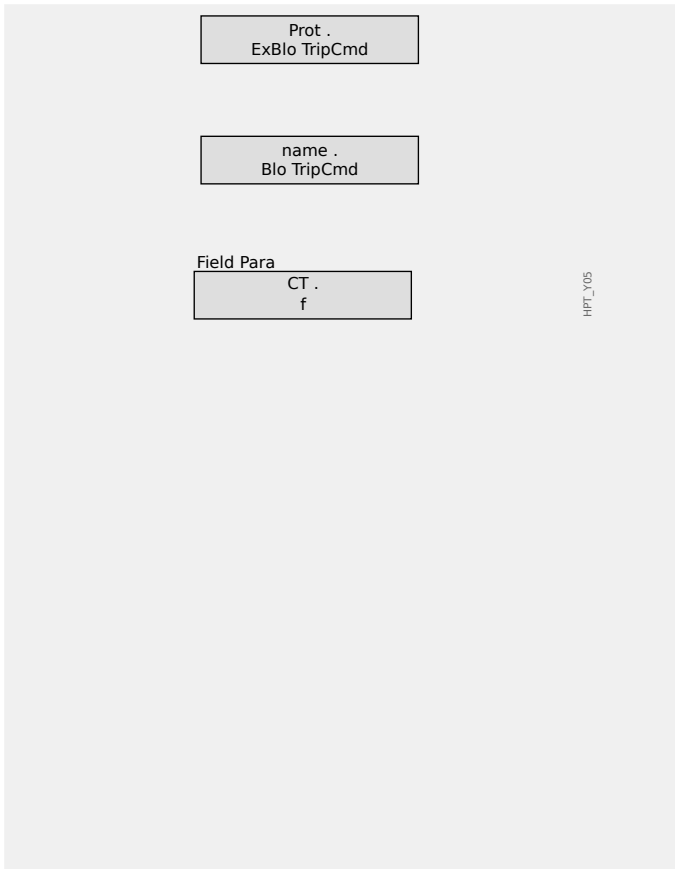 Prot .
ExBlo TripCmd
name .
Blo TripCmd
Field Para
CT .
f
HPT_Y05